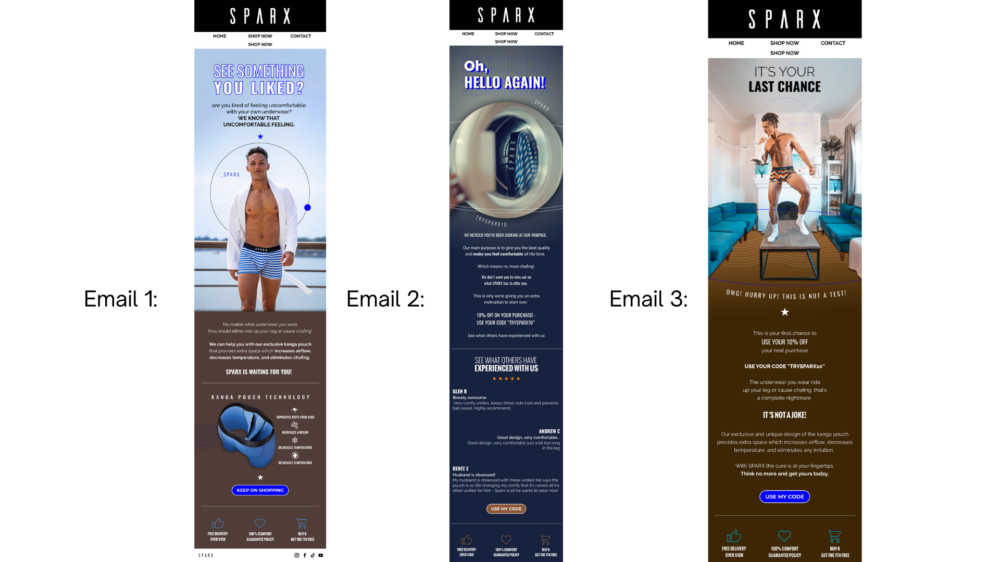 Email 1:
SPARX
HOME SHOP NOW CONTACT
SHOP NOW
SEE SOMETHING
YOU LIKED?
are you tired of feeling uncomfortable
with your own underwear?
WE KNOW THAT
UNCOMFORTABLE FEELING.
_SPARX
SPARX
No matter what underwear you wore
they would either ride up your leg or cause chafing!
We can help you with our exclusive kanga pouch
that provides extra space which increases airflow,
decreases temperature, and eliminates chafing.
SPARX IS WAITING FOR YOU!
KANGA POUCH TECHNOLOGY
SEPARATES JOEYS FROM LEGS
INCREASES AIRFLOW
DECREASES TEMPERATURE
DECREASES TEMPERATURE
KEEP ON SHOPPING
FREE DELIVERY
OVER $100
100% COMFORT
GUARANTEE POLICY
BUY 6
GET THE 7TH FREE
SPARX
Email 2:
SPARX
HOME SHOP NOW CONTACT
SHOP NOW
HELLO HELLO HELLO HELLO
HELLO HELLO HELLO HELLO
HELLO HELLO HELLO HELLO
Oh,
HELLO AGAIN!
_SPARX
SPARX
TRYSPARX10
WE NOTICED YOU'VE BEEN LOOKING AT OUR WEBPAGE.
Our main purpose is to give you the best quality
and make you feel comfortable all the time.
Which means no more chafing!
We don't want you to miss out on
what SPARX has to offer you.
This is why we're giving you an extra
motivation to start now:
10% OFF ON YOUR PURCHASE! -
USE YOUR CODE "TRYSPARX10"
See what others have experienced with us
SEE WHAT OTHERS HAVE
EXPERIENCED WITH US
GLEN B
Bloody awesome
Very comfy undies, keeps these nuts cool and prevents
ball sweat. Highly recommend.
ANDREW C
Great design, very comfortable...
Great design, very comfortable just a bit too long
in the leg
RENEE E
Husband is obsessed!
My husband is obsessed with these undies! He says the
pouch is so life changing my comfy that it's ruined all his
other undies for him - Sparx is all he wants to wear now!
USE MY CODE
FREE DELIVERY
OVER $100
100% COMFORT
GUARANTEE POLICY
BUY 6
GET THE 7TH FREE
Email 3:
SPARX
HOME SHOP NOW CONTACT
SHOP NOW
IT'S YOUR
LAST CHANCE
_SPARX
SPARX
OMG! HURRY UP! THIS IS NOT A TEST!
This is your final chance to
USE YOUR 10% OFF
your next purchase
USE YOUR CODE "TRYSPARX10"
The underwear you wear ride
up your leg or cause chafing, that's
a complete nightmare
IT'S NOT A JOKE!
Our exclusive and unique design of the kanga pouch
provides extra space which increases airflow, decreases
temperature, and eliminates any irritation.
With SPARX the cure is at your fingertips.
Think no more and get yours today.
USE MY CODE
FREE DELIVERY
OVER $100
100% COMFORT
GUARANTEE POLICY
BUY 6
GET THE 7TH FREE